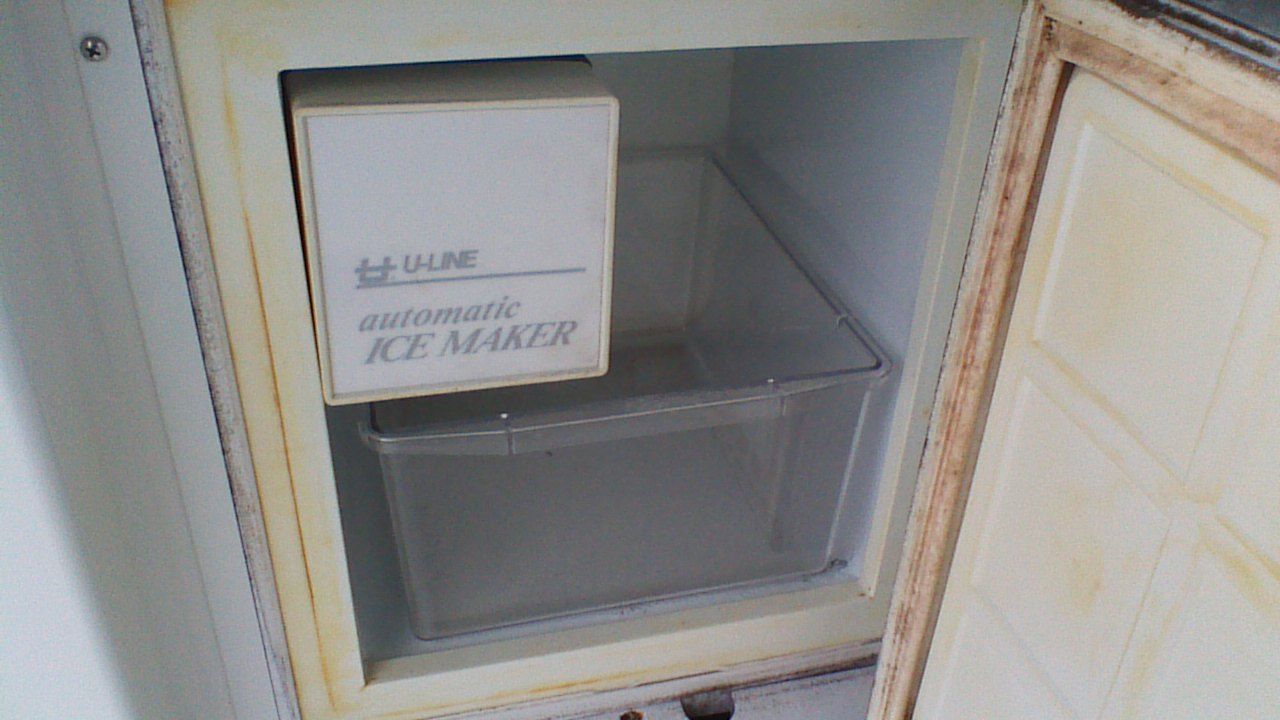 U-LINE
automatic
ICE MAKER